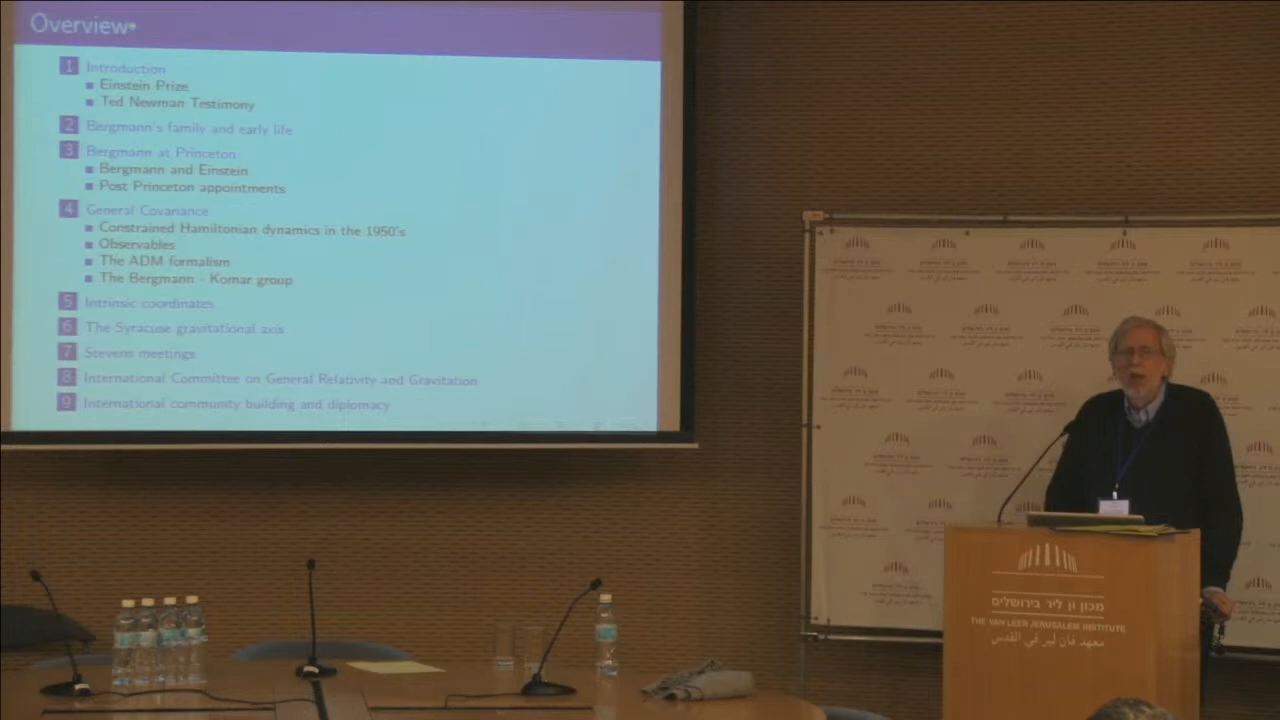 Overview
1 Introduction
Einstein Prize
Ted Newman Testimony
2 Bergmann's family and early life
3 Bergmann at Princeton
Bergmann and Einstein
Post Princeton appointments
4 General Covariance
Constrained Hamiltonian dynamics in the 1950's
Observables
The ADM formalism
The Bergmann - Komar group
5 Intrinsic coordinates
6 The Syracuse gravitational axis
7 Stevens meetings
8 International Committee on General Relativity and Gravitation
9 International community building and diplomacy
מכון ון ליר בירושלים
THE VAN LEER JERUSALEM INSTITUTE
معهد فان لير في القدس